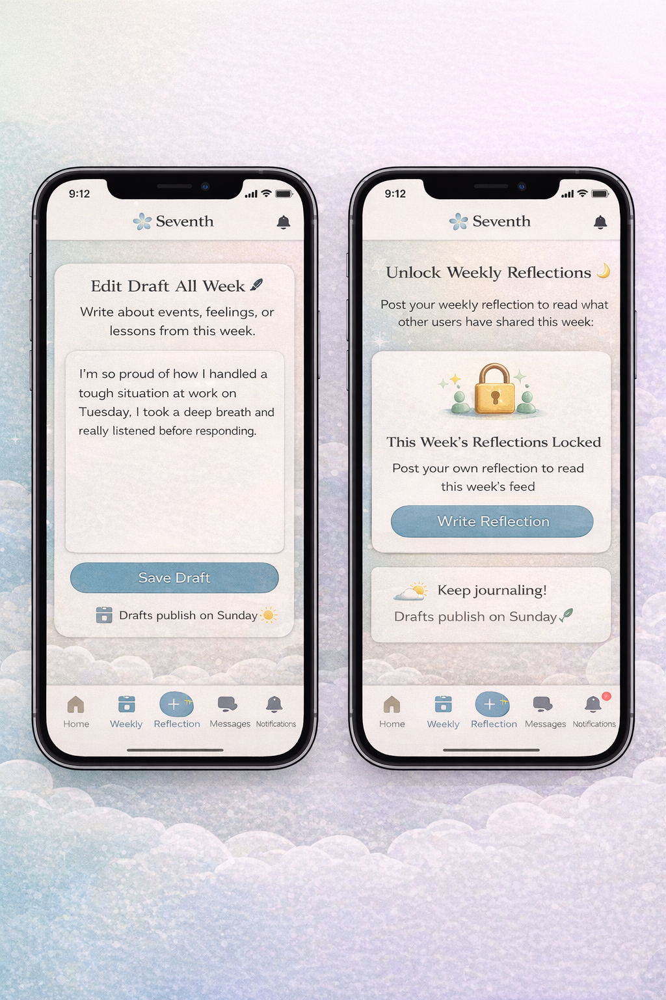 9:12
Seventh
Edit Draft All Week
Write about events, feelings, or
lessons from this week.
I'm so proud of how I handled a
tough situation at work on
Tuesday, I took a deep breath and
really listened before responding.
Save Draft
Drafts publish on Sunday
Home
Weekly
Reflection
Messages
Notifications
9:12
Seventh
Unlock Weekly Reflections
Post your weekly reflection to read what
other users have shared this week:
This Week's Reflections Locked
Post your own reflection to read
this week's feed
Write Reflection
Keep journaling!
Drafts publish on Sunday
Home
Weekly
Reflection
Messages
Notifications